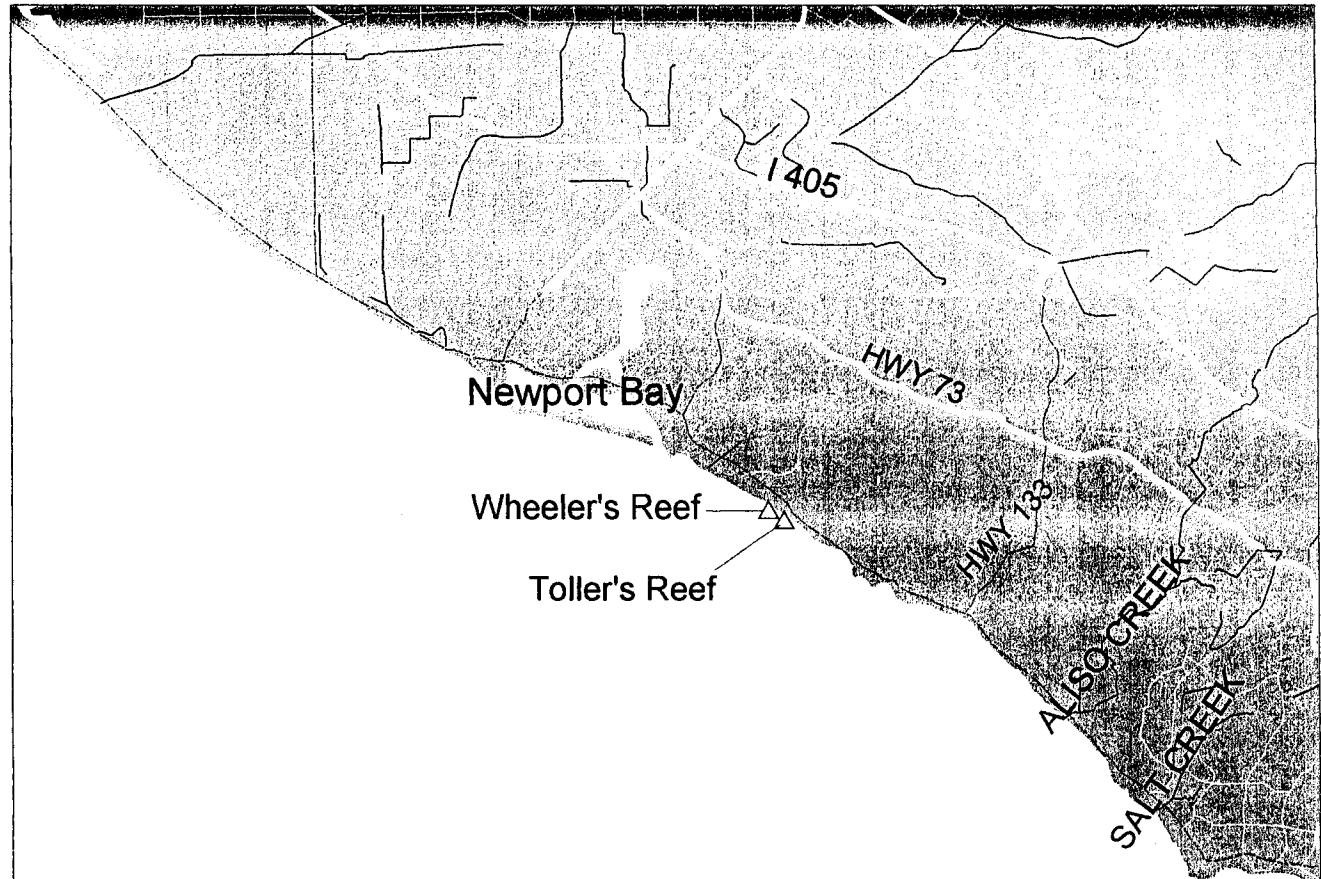 I 405
HWY 73
Newport Bay
Wheeler's Reef
HWY 133
Toller's Reef
ALISO CREEK
SALT CREEK